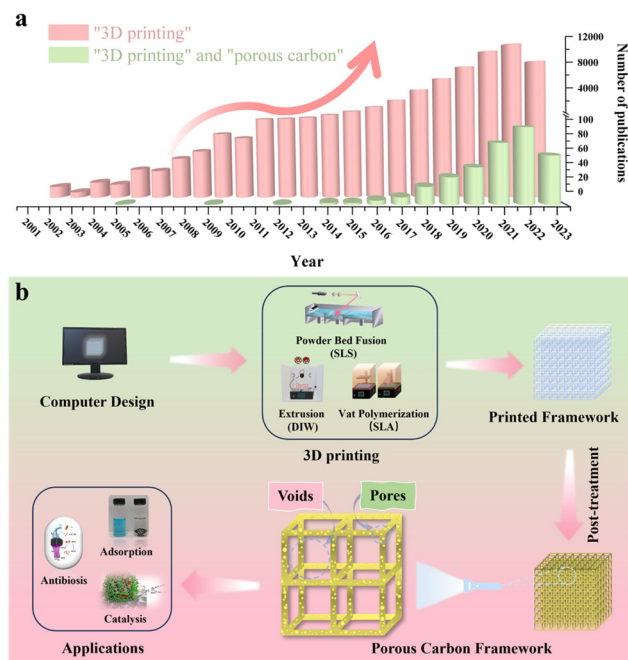 a
"3D printing"
"3D printing" and "porous carbon"
12000
8000
4000
100
80
60
40
20
0
Number of publications
2001
2002
2003
2004
2005
2006
2007
2008
2009
2010
2011
2012
2013
2014
2015
2016
2017
2018
2019
2020
2021
2022
2023
Year
b
Computer Design
Powder Bed Fusion
(SLS)
Extrusion
(DIW)
Vat Polymerization
(SLA)
3D printing
Printed Framework
Post-treatment
Voids
Pores
Porous Carbon Framework
Adsorption
Antibiosis
Catalysis
Applications